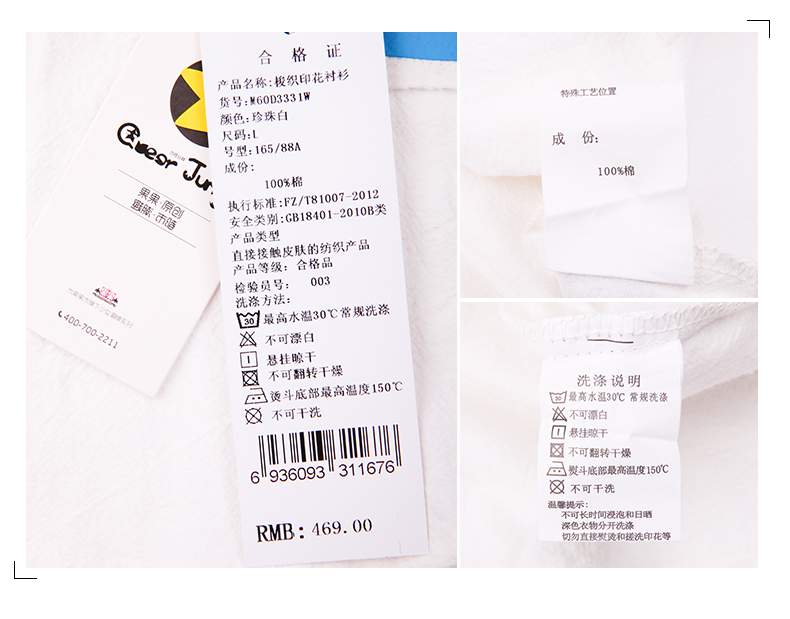 果果·原创
400-700-2211
合格证
产品名称:梭织印花衬衫
货号:M60D3331W
颜色:珍珠白
尺码:L
号型:165/88A
成份:
100%棉
执行标准:FZ/T81007-2012
安全类别:GB18401-2010B类
产品类型
直接接触皮肤的纺织产品
产品等级: 合格品
检验员号: 003
洗涤方法:
30 最高水温30℃常规洗涤
不可漂白
悬挂晾干
不可翻转干燥
熨斗底部最高温度150℃
不可干洗
6 936093 311676
RMB: 469.00
特殊工艺位置
成 份:
100%棉
洗涤说明
30 最高水温30℃ 常规洗涤
不可漂白
悬挂晾干
不可翻转干燥
熨斗底部最高温度150℃
不可干洗
温馨提示:
不可长时间浸泡和日晒
深色衣物分开洗涤
切勿直接熨烫和搓洗印花等